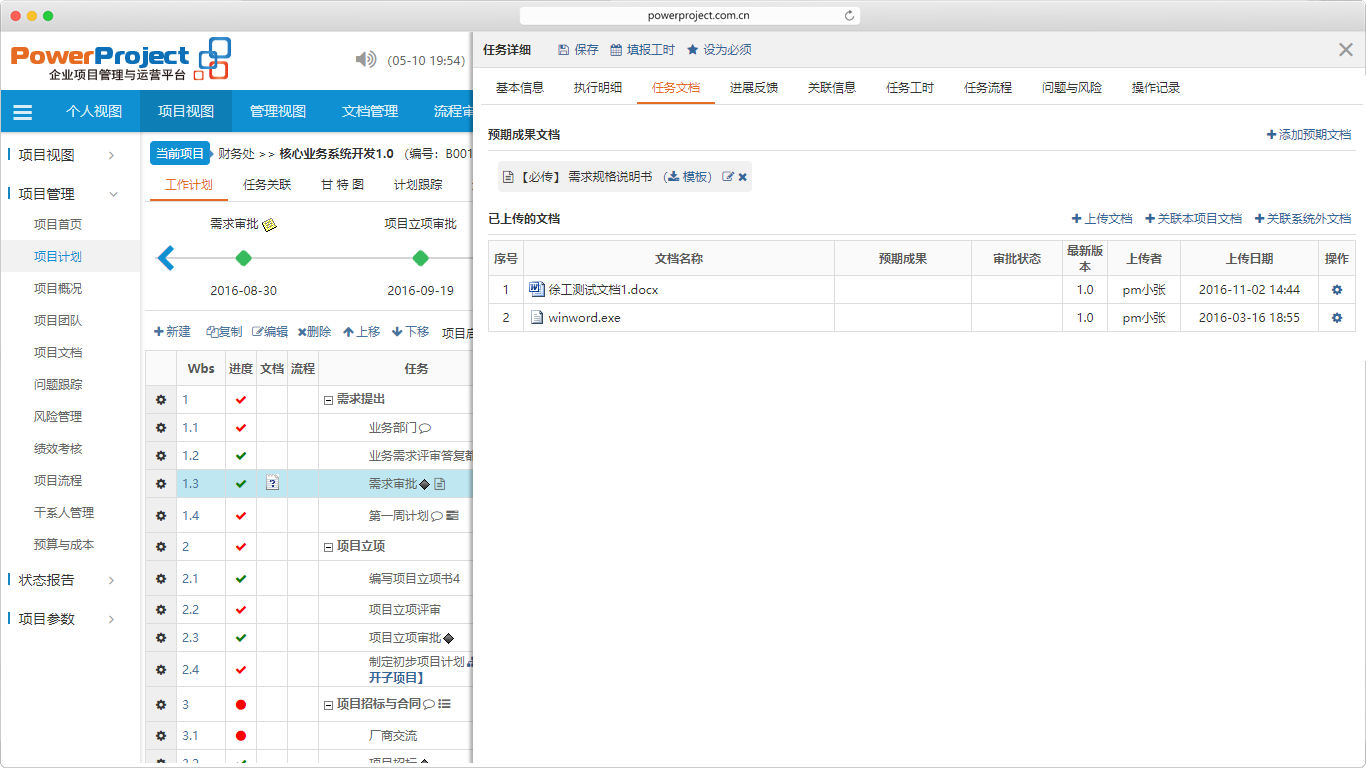 powerproject.com.cn
PowerProject
企业项目管理与运营平台
(05-10 19:54)
个人视图 项目视图 管理视图 文档管理 流程审
项目视图
项目管理
项目首页
项目计划
项目概况
项目团队
项目文档
问题跟踪
风险管理
绩效考核
项目流程
干系人管理
预算与成本
状态报告
项目参数
当前项目 财务处 >> 核心业务系统开发1.0 (编号: B001
工作计划 任务关联 甘 特 图 计划跟踪
需求审批 项目立项审批
2016-08-30 2016-09-19
新建 复制 编辑 删除 上移 下移 项目启
Wbs 进度 文档 流程 任务
1 需求提出
1.1 业务部门
1.2 业务需求评审答复都
1.3 ? 需求审批
1.4 第一周计划
2 项目立项
2.1 编写项目立项书4
2.2 项目立项评审
2.3 项目立项审批
2.4 制定初步项目计划
开子项目】
3 项目招标与合同
3.1 厂商交流
3.2 项目招标
任务详细 保存 填报工时 设为必须
基本信息 执行明细 任务文档 进展反馈 关联信息 任务工时 任务流程 问题与风险 操作记录
预期成果文档 添加预期文档
【必传】 需求规格说明书 (模板)
已上传的文档 上传文档 关联本项目文档 关联系统外文档
序号 文档名称 预期成果 审批状态 最新版本 上传者 上传日期 操作
1 徐工测试文档1.docx 1.0 pm小张 2016-11-02 14:44
2 winword.exe 1.0 pm小张 2016-03-16 18:55